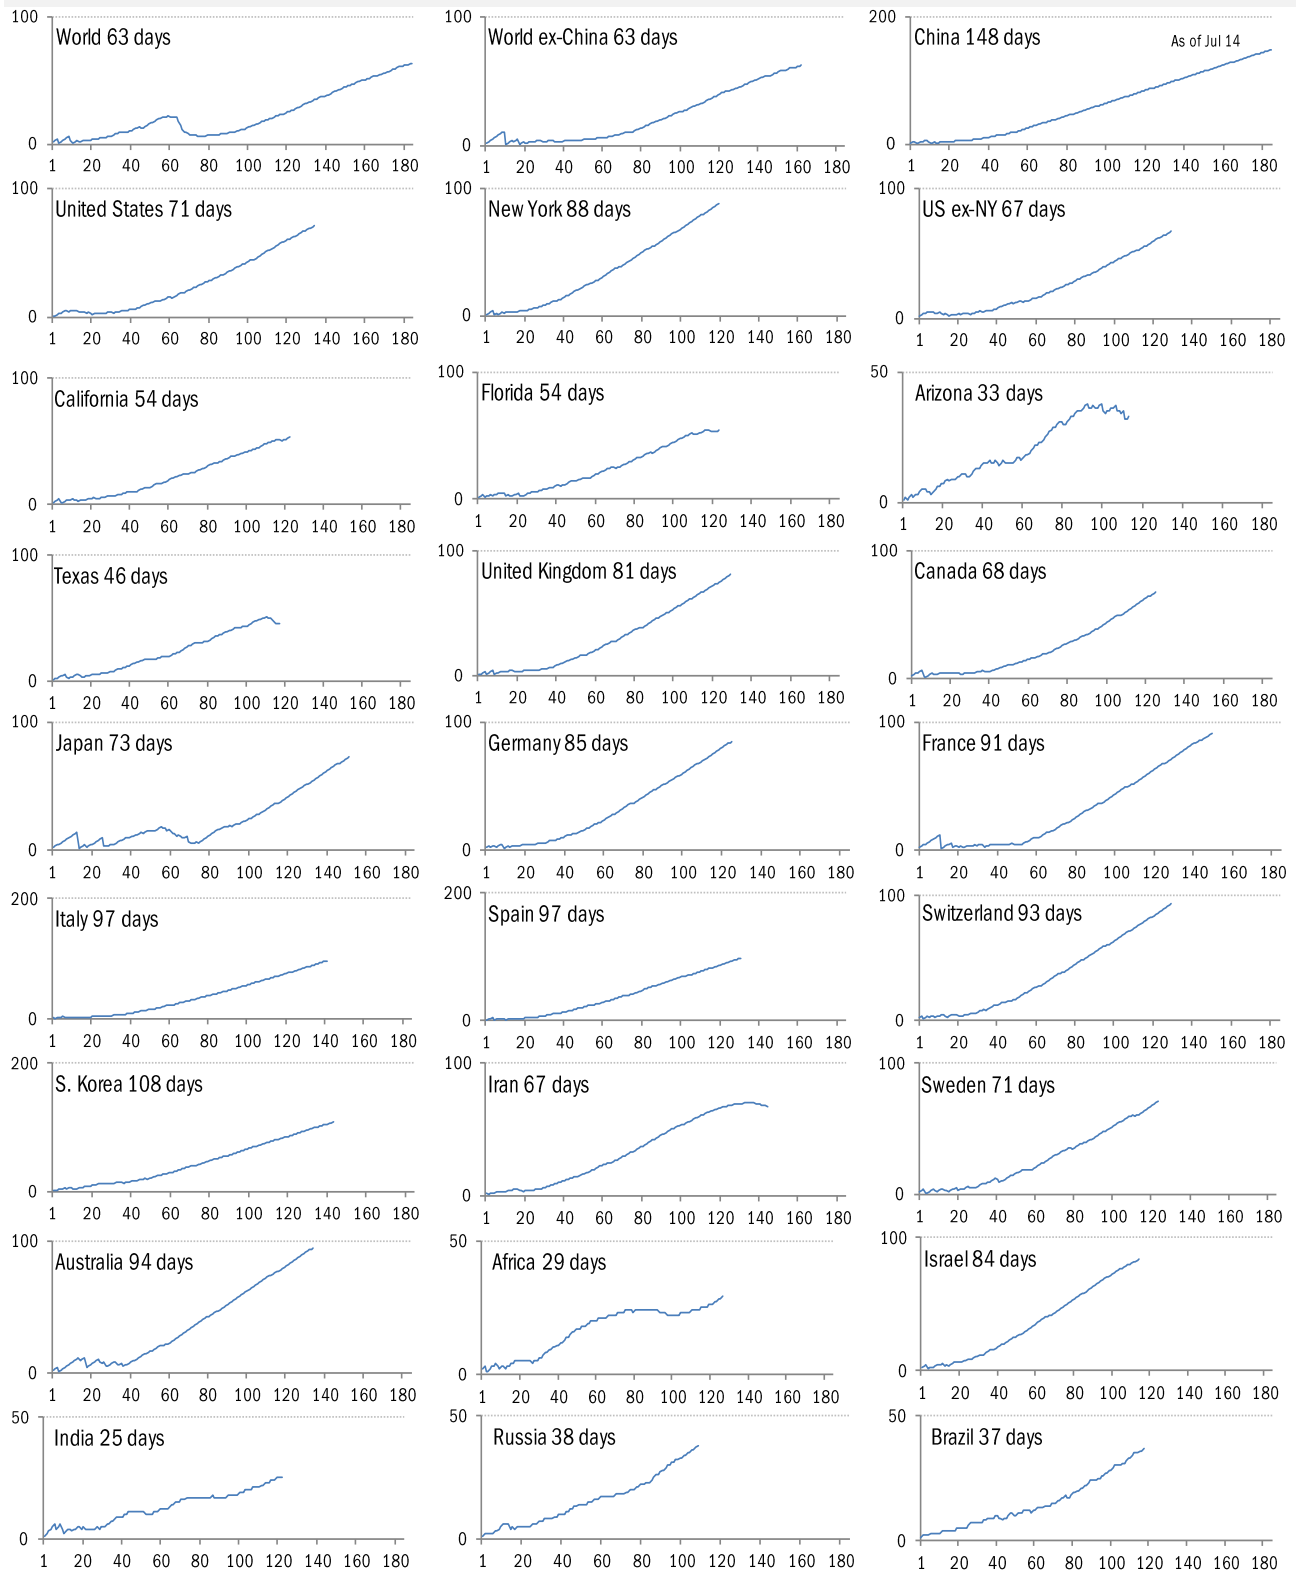 100 100 200
World 63 days World ex-China 63 days China 148 days As of Jul 14
0 0 0
1 20 40 60 80 100 120 140 160 180 1 20 40 60 80 100 120 140 160 180 1 20 40 60 80 100 120 140 160 180
100 100 100
United States 71 days New York 88 days US ex-NY 67 days
0 0 0
1 20 40 60 80 100 120 140 160 180 1 20 40 60 80 100 120 140 160 180 1 20 40 60 80 100 120 140 160 180
100 100 50
California 54 days Florida 54 days Arizona 33 days
0 0 0
1 20 40 60 80 100 120 140 160 180 1 20 40 60 80 100 120 140 160 180 1 20 40 60 80 100 120 140 160 180
100 100 100
Texas 46 days United Kingdom 81 days Canada 68 days
0 0 0
1 20 40 60 80 100 120 140 160 180 1 20 40 60 80 100 120 140 160 180 1 20 40 60 80 100 120 140 160 180
100 100 100
Japan 73 days Germany 85 days France 91 days
0 0 0
1 20 40 60 80 100 120 140 160 180 1 20 40 60 80 100 120 140 160 180 1 20 40 60 80 100 120 140 160 180
200 200 100
Italy 97 days Spain 97 days Switzerland 93 days
0 0 0
1 20 40 60 80 100 120 140 160 180 1 20 40 60 80 100 120 140 160 180 1 20 40 60 80 100 120 140 160 180
200 100 100
S. Korea 108 days Iran 67 days Sweden 71 days
0 0 0
1 20 40 60 80 100 120 140 160 180 1 20 40 60 80 100 120 140 160 180 1 20 40 60 80 100 120 140 160 180
100 50 100
Australia 94 days Africa 29 days Israel 84 days
0 0 0
1 20 40 60 80 100 120 140 160 180 1 20 40 60 80 100 120 140 160 180 1 20 40 60 80 100 120 140 160 180
50 50 50
India 25 days Russia 38 days Brazil 37 days
0 0 0
1 20 40 60 80 100 120 140 160 180 1 20 40 60 80 100 120 140 160 180 1 20 40 60 80 100 120 140 160 180